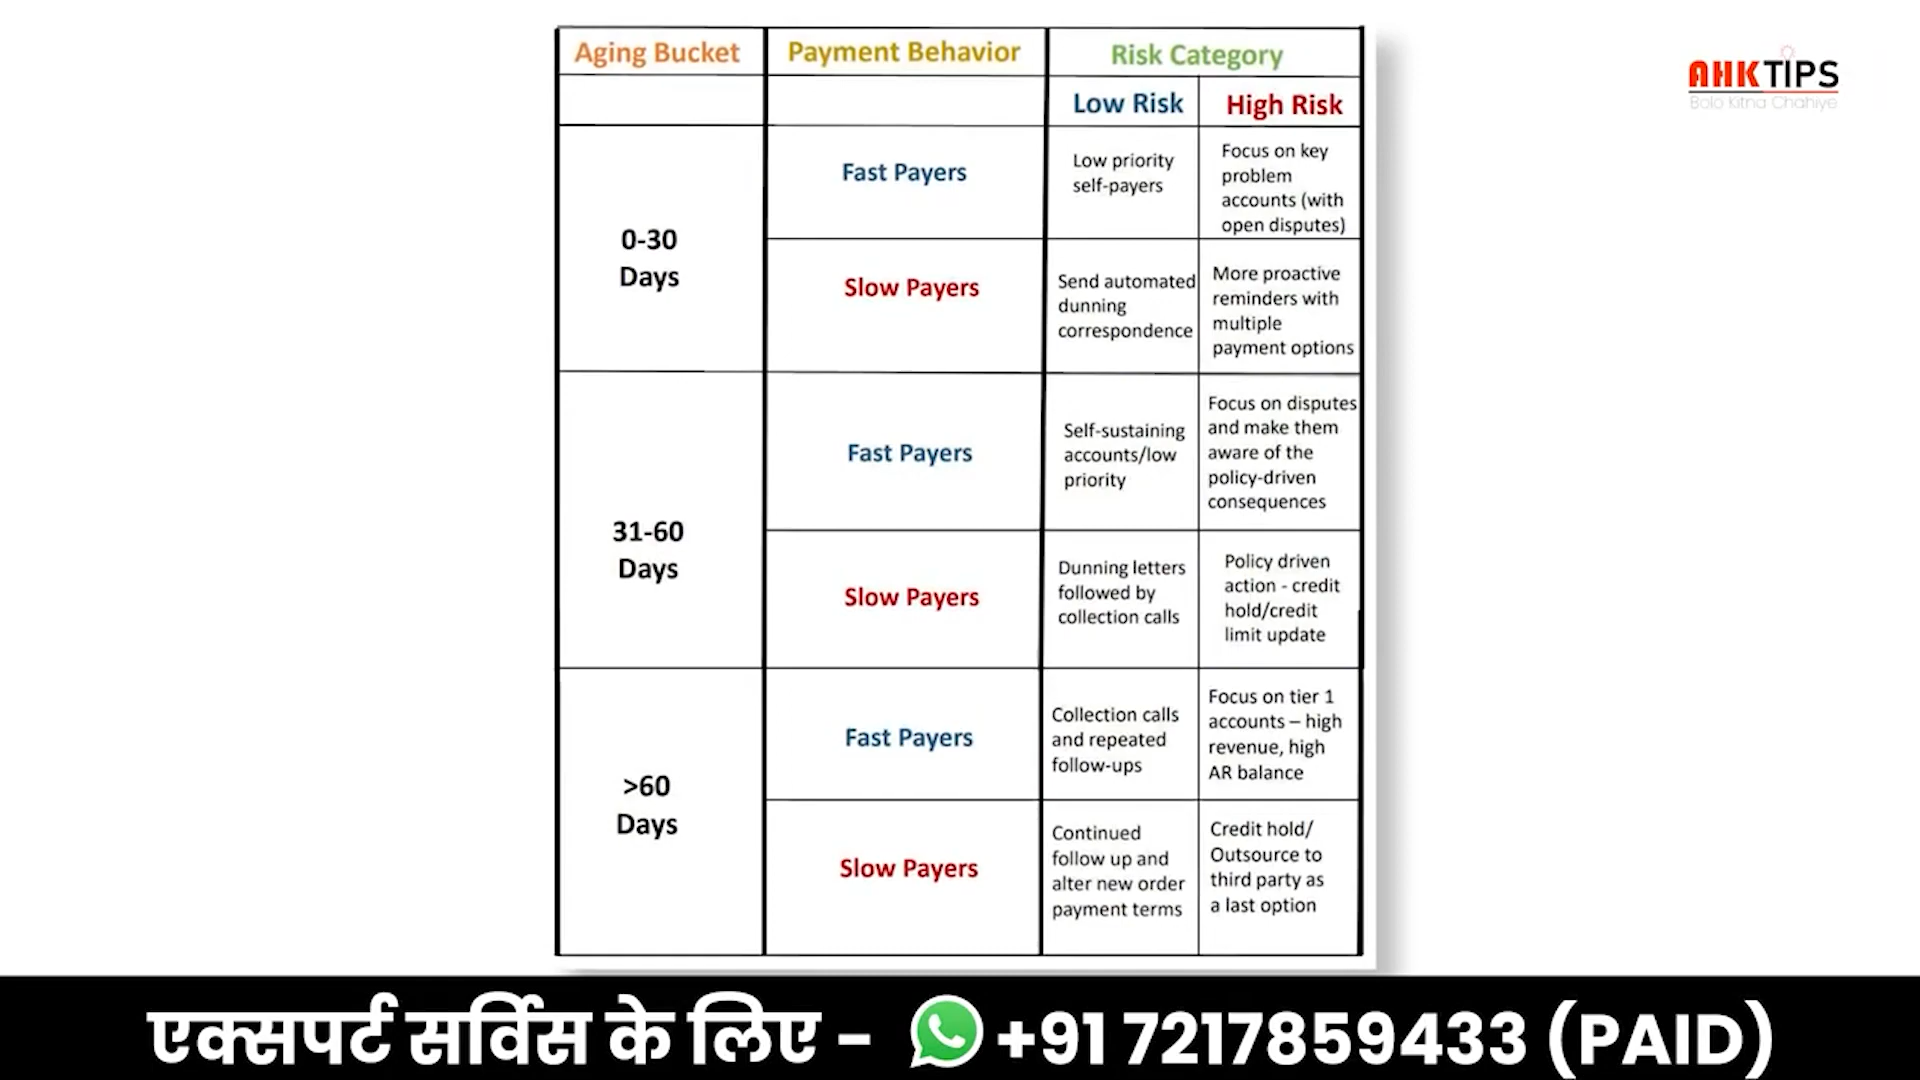 Aging Bucket
Payment Behavior
Risk Category
Low Risk
High Risk
0-30
Days
Fast Payers
Low priority
self-payers
Focus on key
problem
accounts (with
open disputes)
Slow Payers
Send automated
dunning
correspondence
More proactive
reminders with
multiple
payment options
31-60
Days
Fast Payers
Self-sustaining
accounts/low
priority
Focus on disputes
and make them
aware of the
policy-driven
consequences
Slow Payers
Dunning letters
followed by
collection calls
Policy driven
action - credit
hold/credit
limit update
>60
Days
Fast Payers
Collection calls
and repeated
follow-ups
Focus on tier 1
accounts – high
revenue, high
AR balance
Slow Payers
Continued
follow up and
alter new order
payment terms
Credit hold/
Outsource to
third party as
a last option
AHKTIPS
Bolo Kitna Chahiye
एक्सपर्ट सर्विस के लिए - +91 7217859433 (PAID)